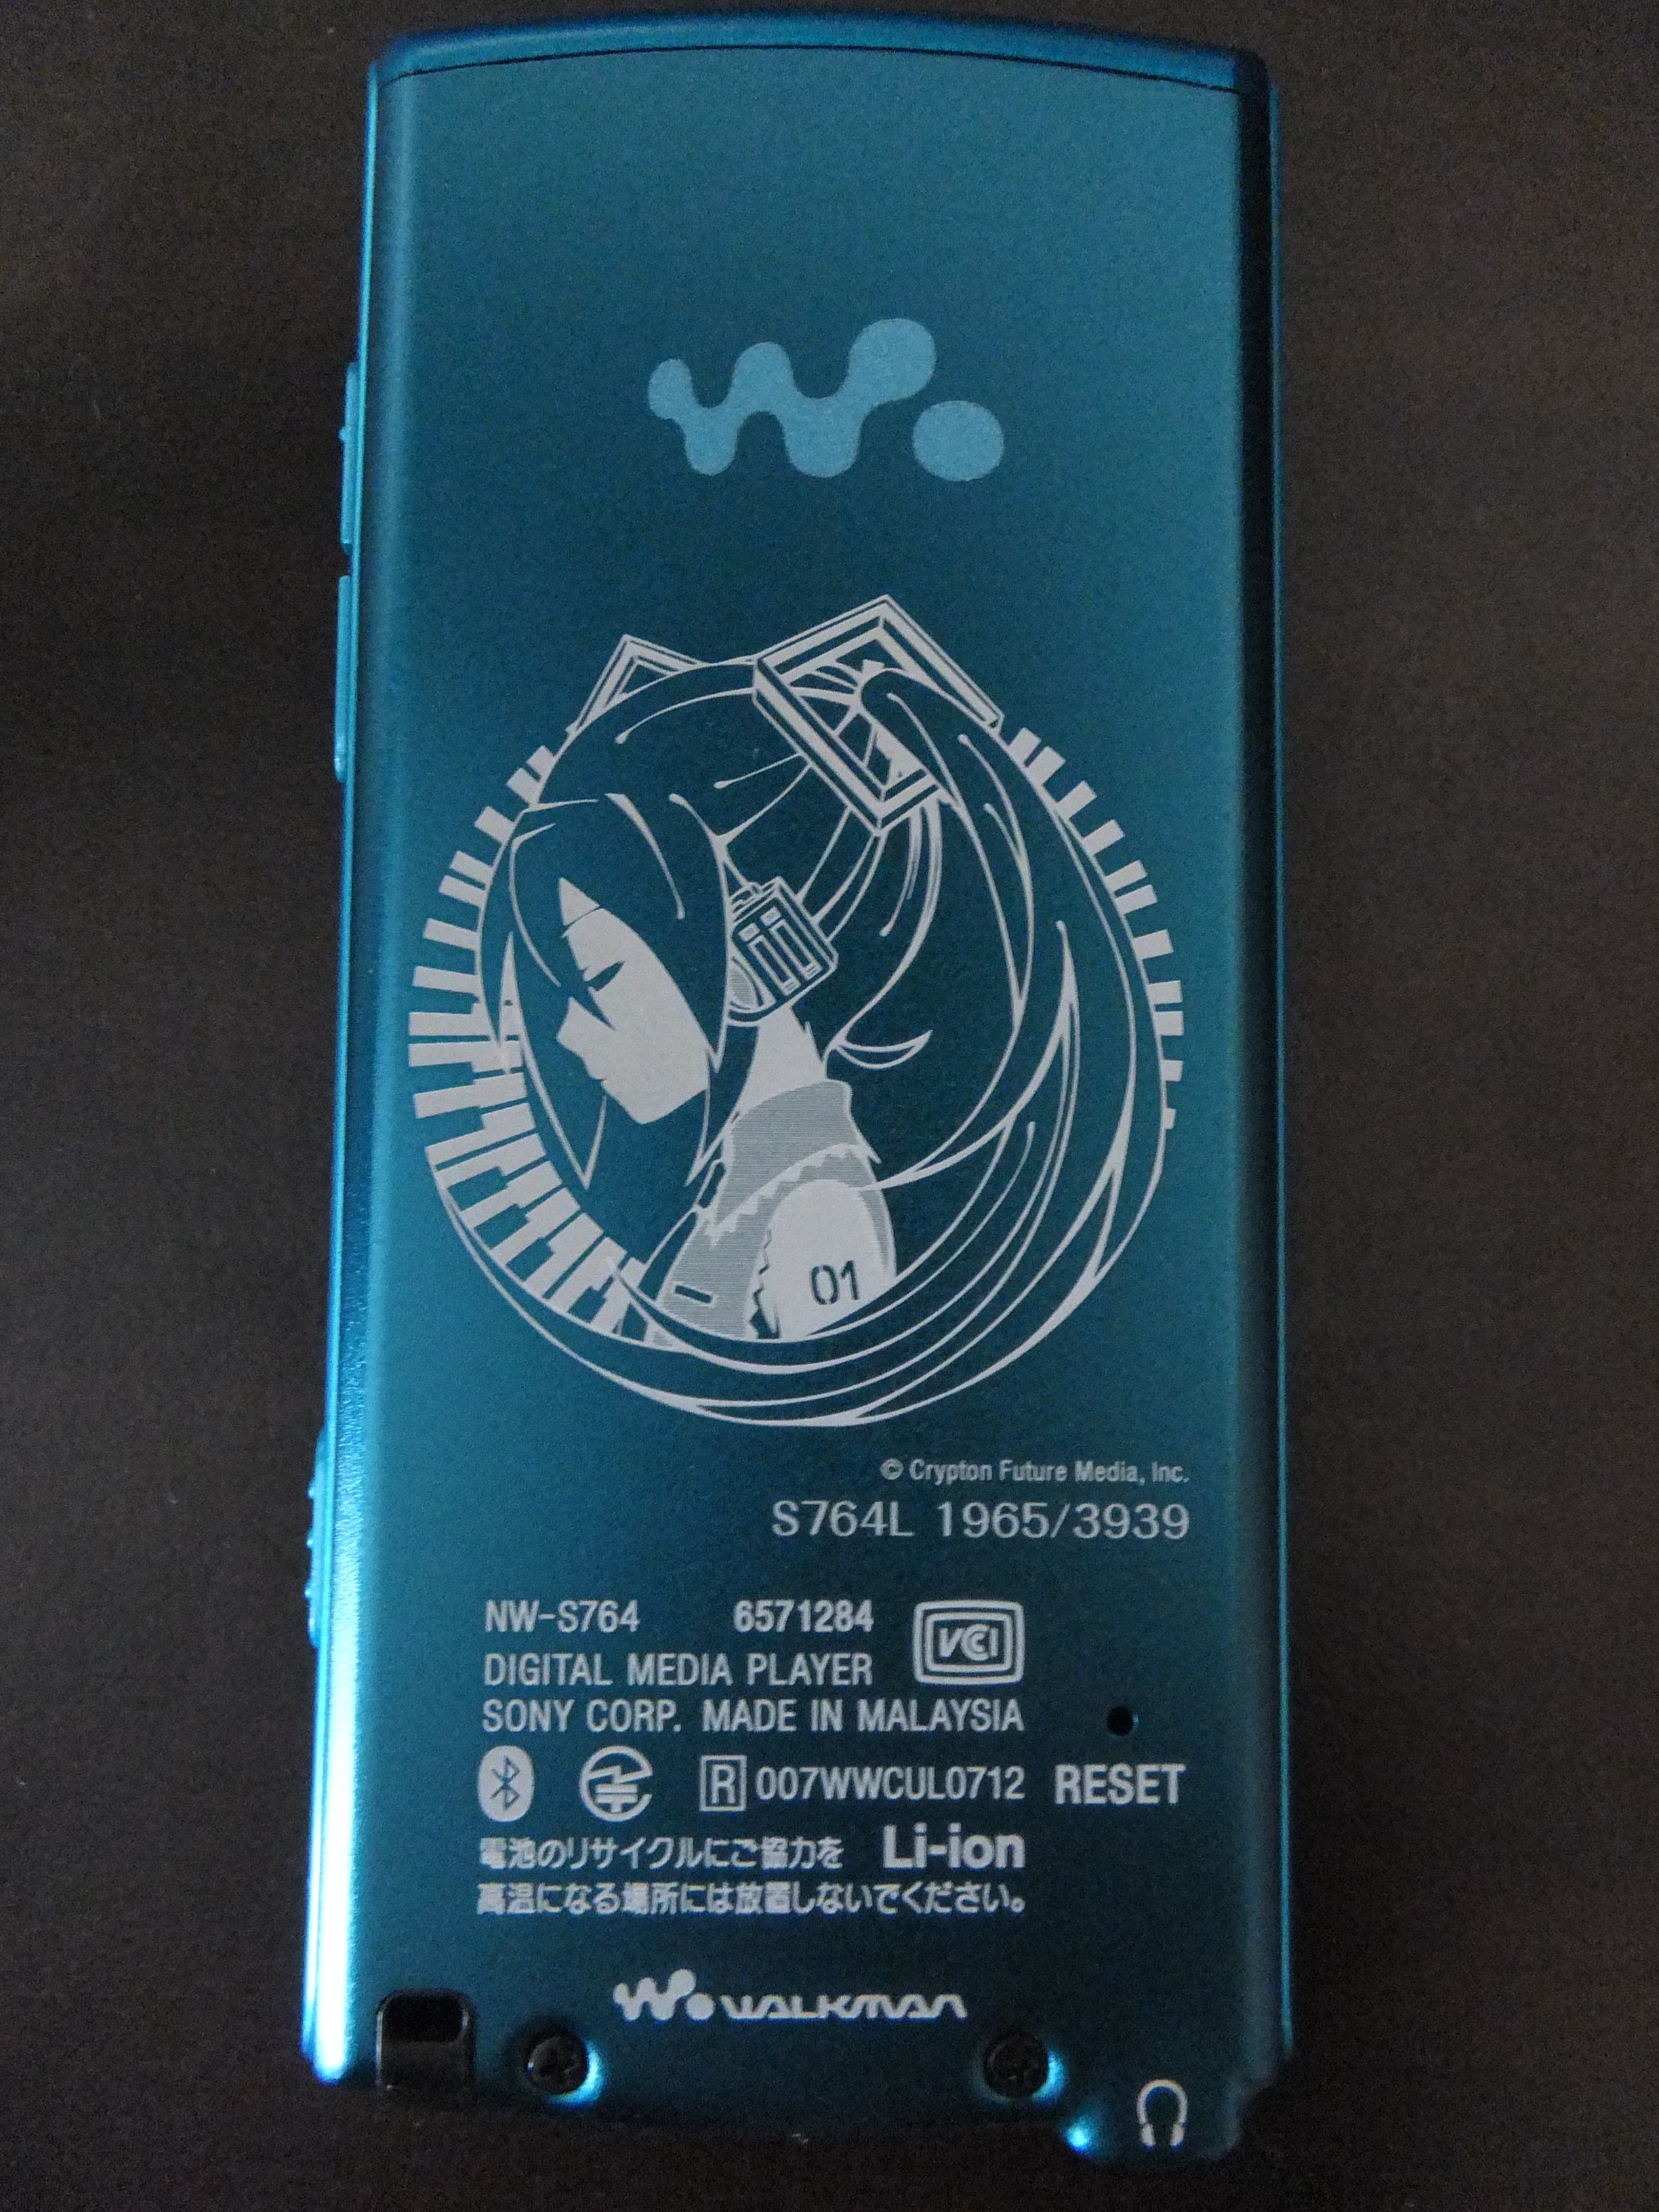 01
© Crypton Future Media, Inc.
S764L 1965/3939
NW-S764 6571284 VCCI
DIGITAL MEDIA PLAYER
SONY CORP. MADE IN MALAYSIA
R 007WWCUL0712 RESET
電池のリサイクルにご協力を Li-ion
高温になる場所には放置しないでください。
WALKMAN